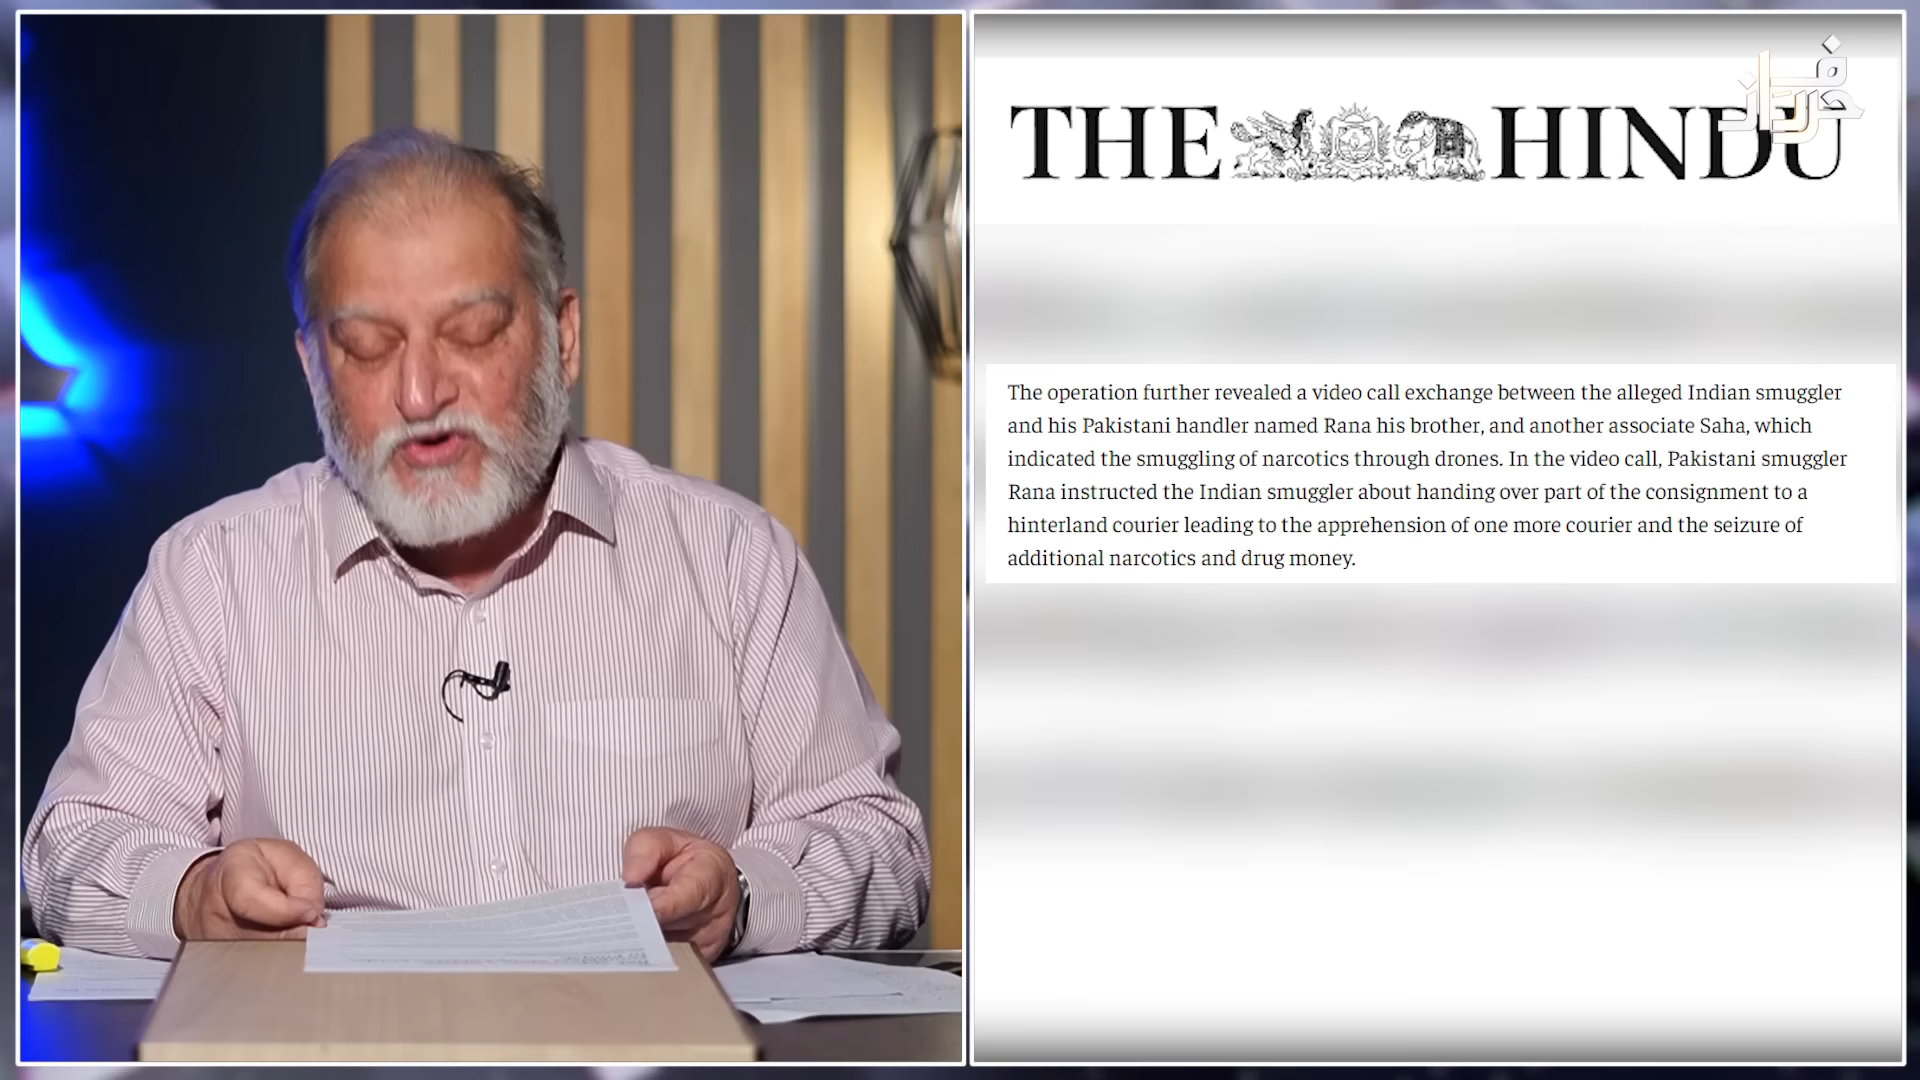 THE HINDU
حرف راز
The operation further revealed a video call exchange between the alleged Indian smuggler
and his Pakistani handler named Rana his brother, and another associate Saha, which
indicated the smuggling of narcotics through drones. In the video call, Pakistani smuggler
Rana instructed the Indian smuggler about handing over part of the consignment to a
hinterland courier leading to the apprehension of one more courier and the seizure of
additional narcotics and drug money.